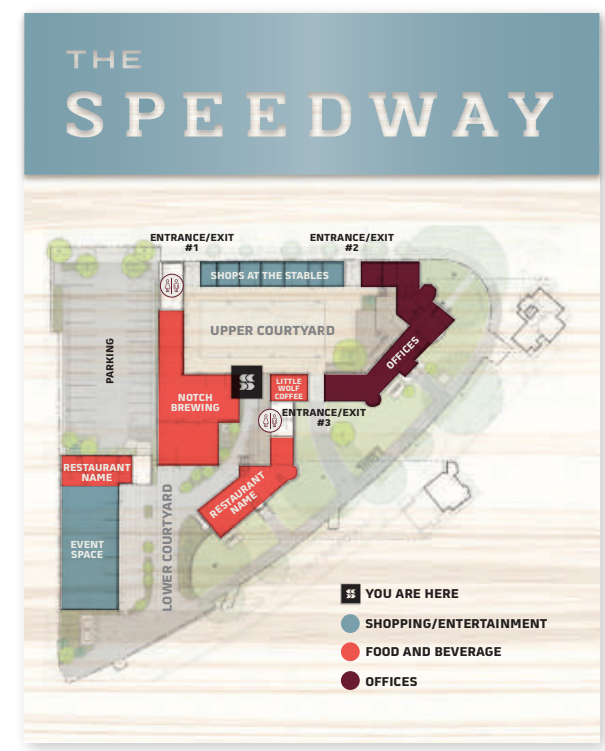 THE
SPEEDWAY
ENTRANCE/EXIT
#1
ENTRANCE/EXIT
#2
SHOPS AT THE STABLES
UPPER COURTYARD
PARKING
OFFICES
NOTCH
BREWING
LITTLE
WOLF
COFFEE
ENTRANCE/EXIT
#3
RESTAURANT
NAME
RESTAURANT
NAME
EVENT
SPACE
LOWER COURTYARD
YOU ARE HERE
SHOPPING/ENTERTAINMENT
FOOD AND BEVERAGE
OFFICES